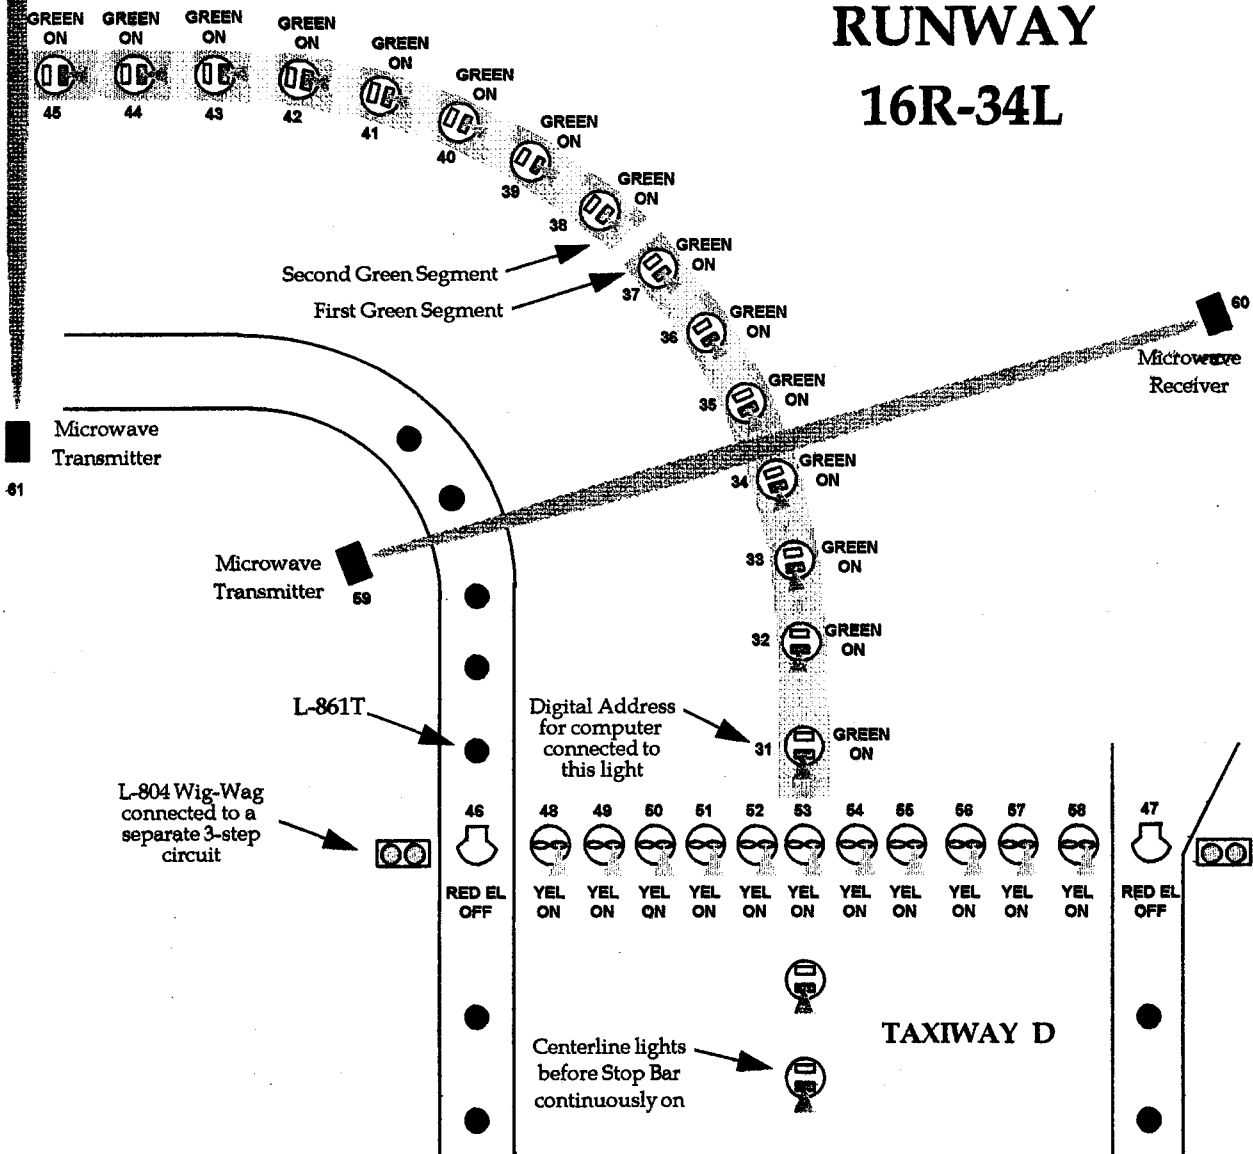 RUNWAY
16R-34L
GREEN ON
45
GREEN ON
44
GREEN ON
43
GREEN ON
42
GREEN ON
41
GREEN ON
40
GREEN ON
39
GREEN ON
38
Second Green Segment
GREEN ON
37
First Green Segment
GREEN ON
36
60
Microwave
Receiver
GREEN ON
35
Microwave
Transmitter
61
GREEN ON
34
GREEN ON
33
Microwave
Transmitter
59
GREEN ON
32
L-861T
Digital Address
for computer
connected to
this light
GREEN ON
31
L-804 Wig-Wag
connected to a
separate 3-step
circuit
46 48 49 50 51 52 53 54 55 56 57 58 47
RED EL YEL YEL YEL YEL YEL YEL YEL YEL YEL YEL YEL RED EL
OFF ON ON ON ON ON ON ON ON ON ON ON OFF
TAXIWAY D
Centerline lights
before Stop Bar
continuously on